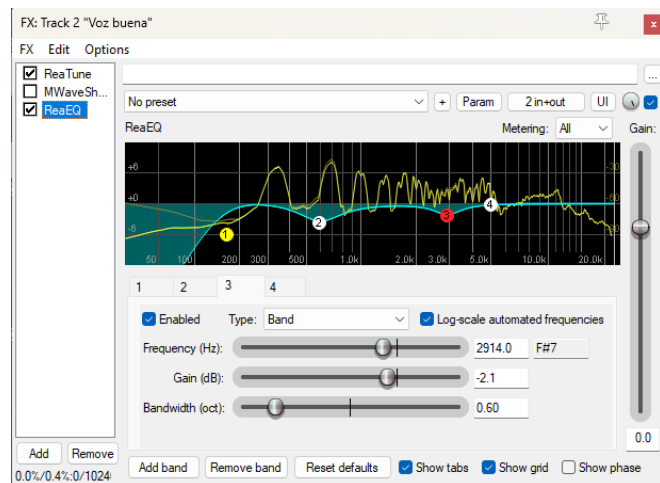 FX: Track 2 "Voz buena"
FX Edit Options
ReaTune
MWaveSh...
ReaEQ
...
No preset
+ Param 2 in+out UI
ReaEQ
Metering: All
Gain:
+6 -30
+0 -60
-6 -90
1 2 3 4
50 100 200 300 500 1.0k 2.0k 3.0k 5.0k 10.0k 20.0k
1 2 3 4
Enabled Type: Band Log-scale automated frequencies
Frequency (Hz): 2914.0 F#7
Gain (dB): -2.1
Bandwidth (oct): 0.60
0.0
Add Remove
Add band Remove band Reset defaults Show tabs Show grid Show phase
0.0%/0.4%:0/1024